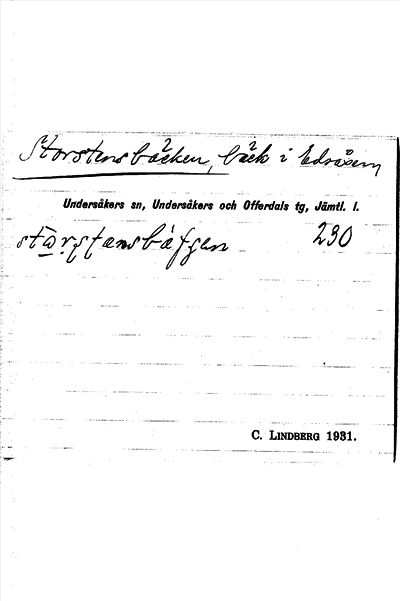 Storstensbäcken, bäck i Edsåsen
Undersåkers sn, Undersåkers och Offerdals tg, Jämtl. l.
230
C. LINDBERG 1931.